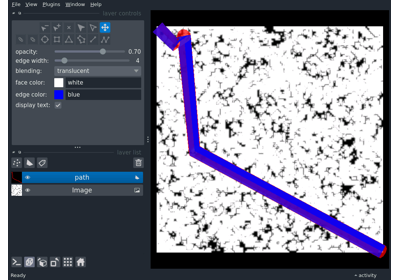 File View Plugins Window Help
layer controls
opacity: 0.70
edge width: 4
blending: translucent
face color: white
edge color: blue
display text:
layer list
path
Image
Ready
activity